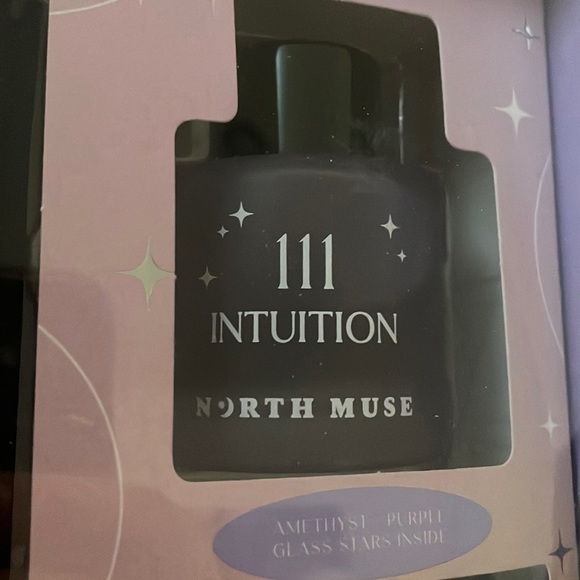 111
INTUITION
NORTH MUSE
AMETHYST PURPLE
GLASS STARS INSIDE